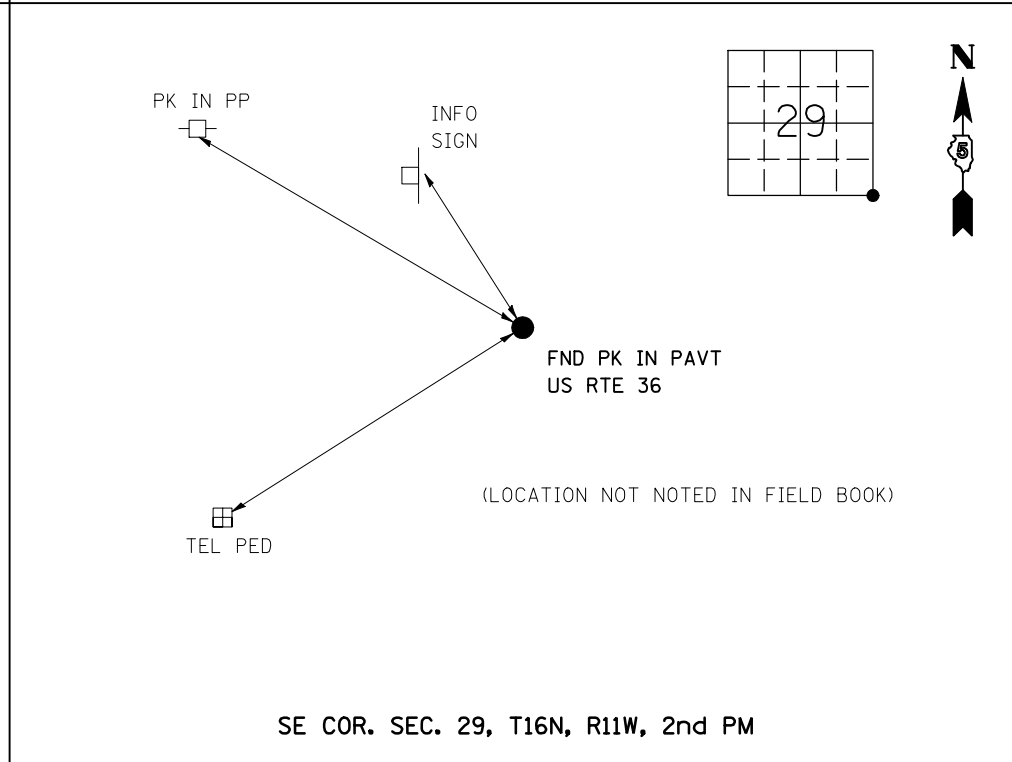 PK IN PP
INFO
SIGN
29
N
5
FND PK IN PAVT
US RTE 36
(LOCATION NOT NOTED IN FIELD BOOK)
TEL PED
SE COR. SEC. 29, T16N, R11W, 2nd PM